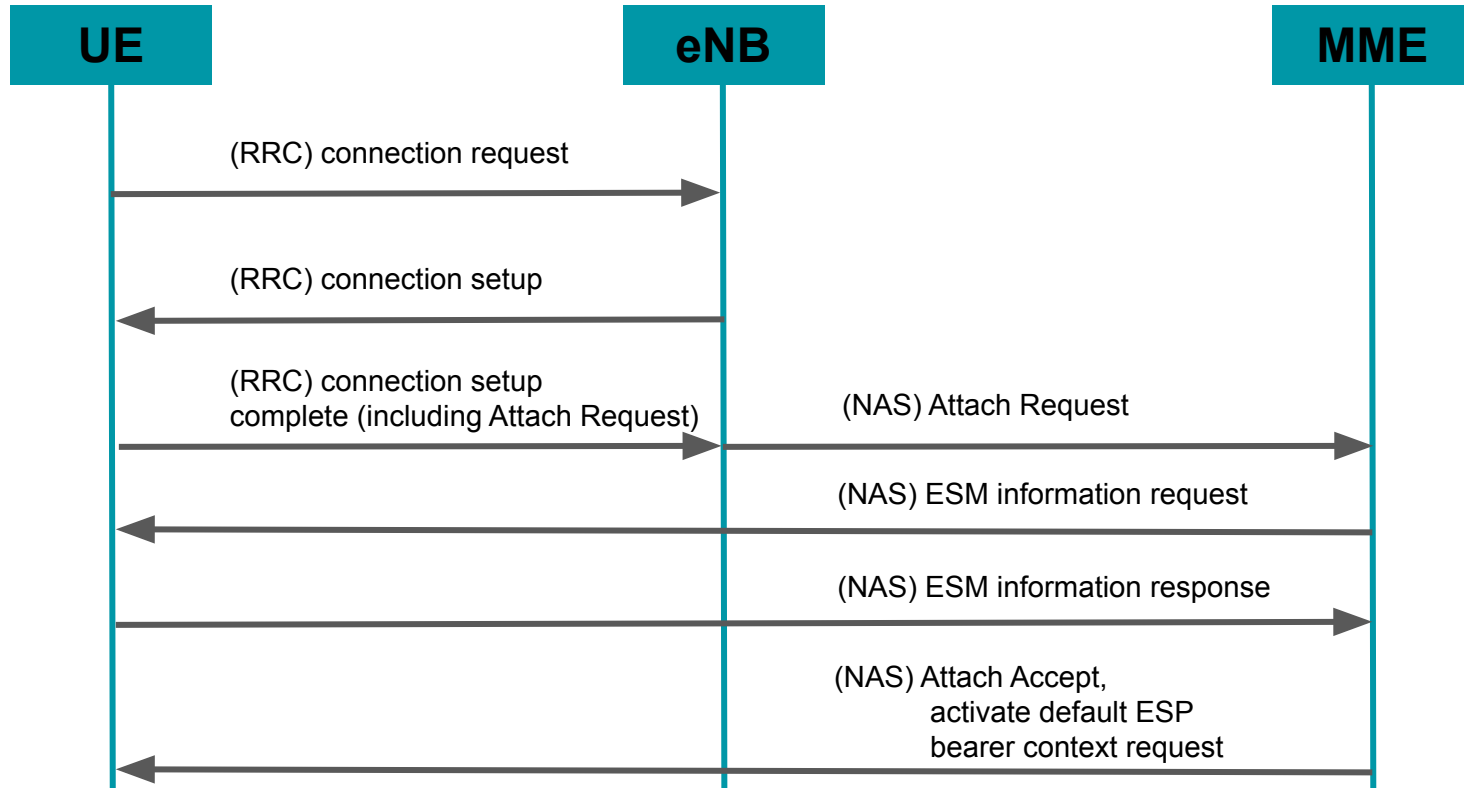 UE
eNB
MME
(RRC) connection request
(RRC) connection setup
(RRC) connection setup
complete (including Attach Request)
(NAS) Attach Request
(NAS) ESM information request
(NAS) ESM information response
(NAS) Attach Accept,
activate default ESP
bearer context request